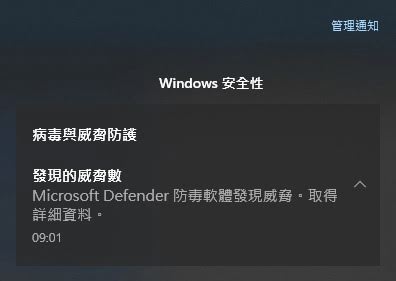 管理通知
Windows 安全性
病毒與威脅防護
發現的威脅數
Microsoft Defender 防毒軟體發現威脅。取得
詳細資料。
09:01